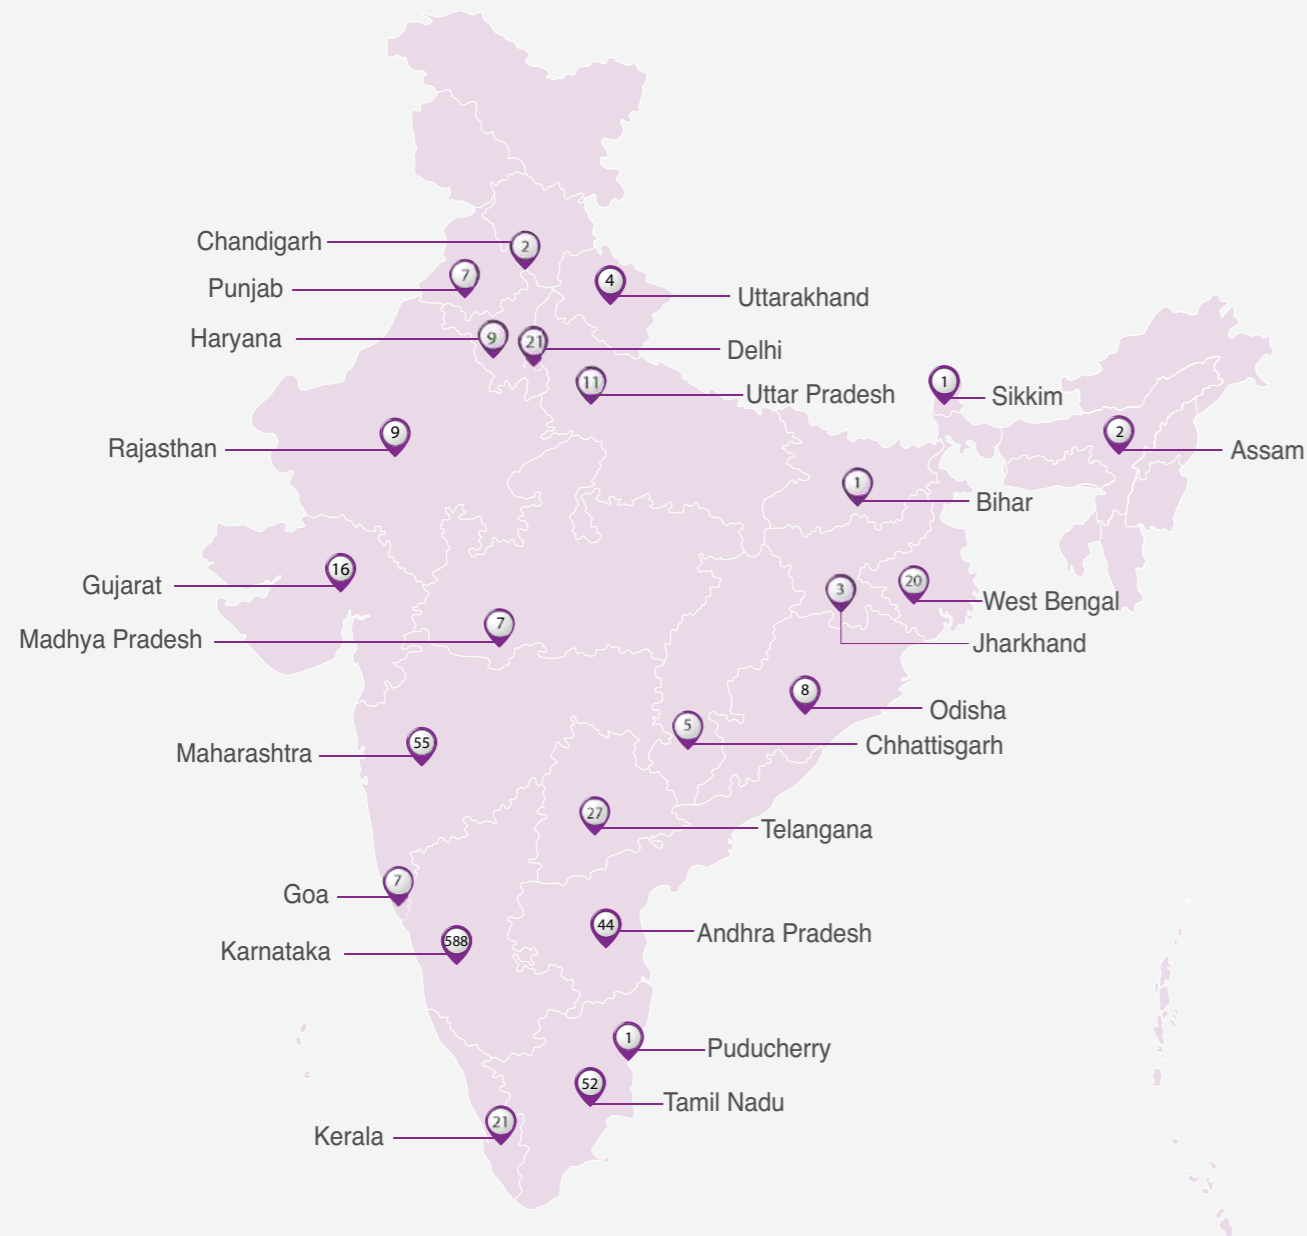 Chandigarh
2
Punjab
7
4
Uttarakhand
Haryana
9
21
Delhi
11
Uttar Pradesh
1
Sikkim
Rajasthan
9
2
Assam
1
Bihar
Gujarat
16
3
20
West Bengal
Madhya Pradesh
7
Jharkhand
8
Odisha
Maharashtra
55
5
Chhattisgarh
27
Telangana
Goa
7
Karnataka
588
44
Andhra Pradesh
1
Puducherry
52
Tamil Nadu
Kerala
21